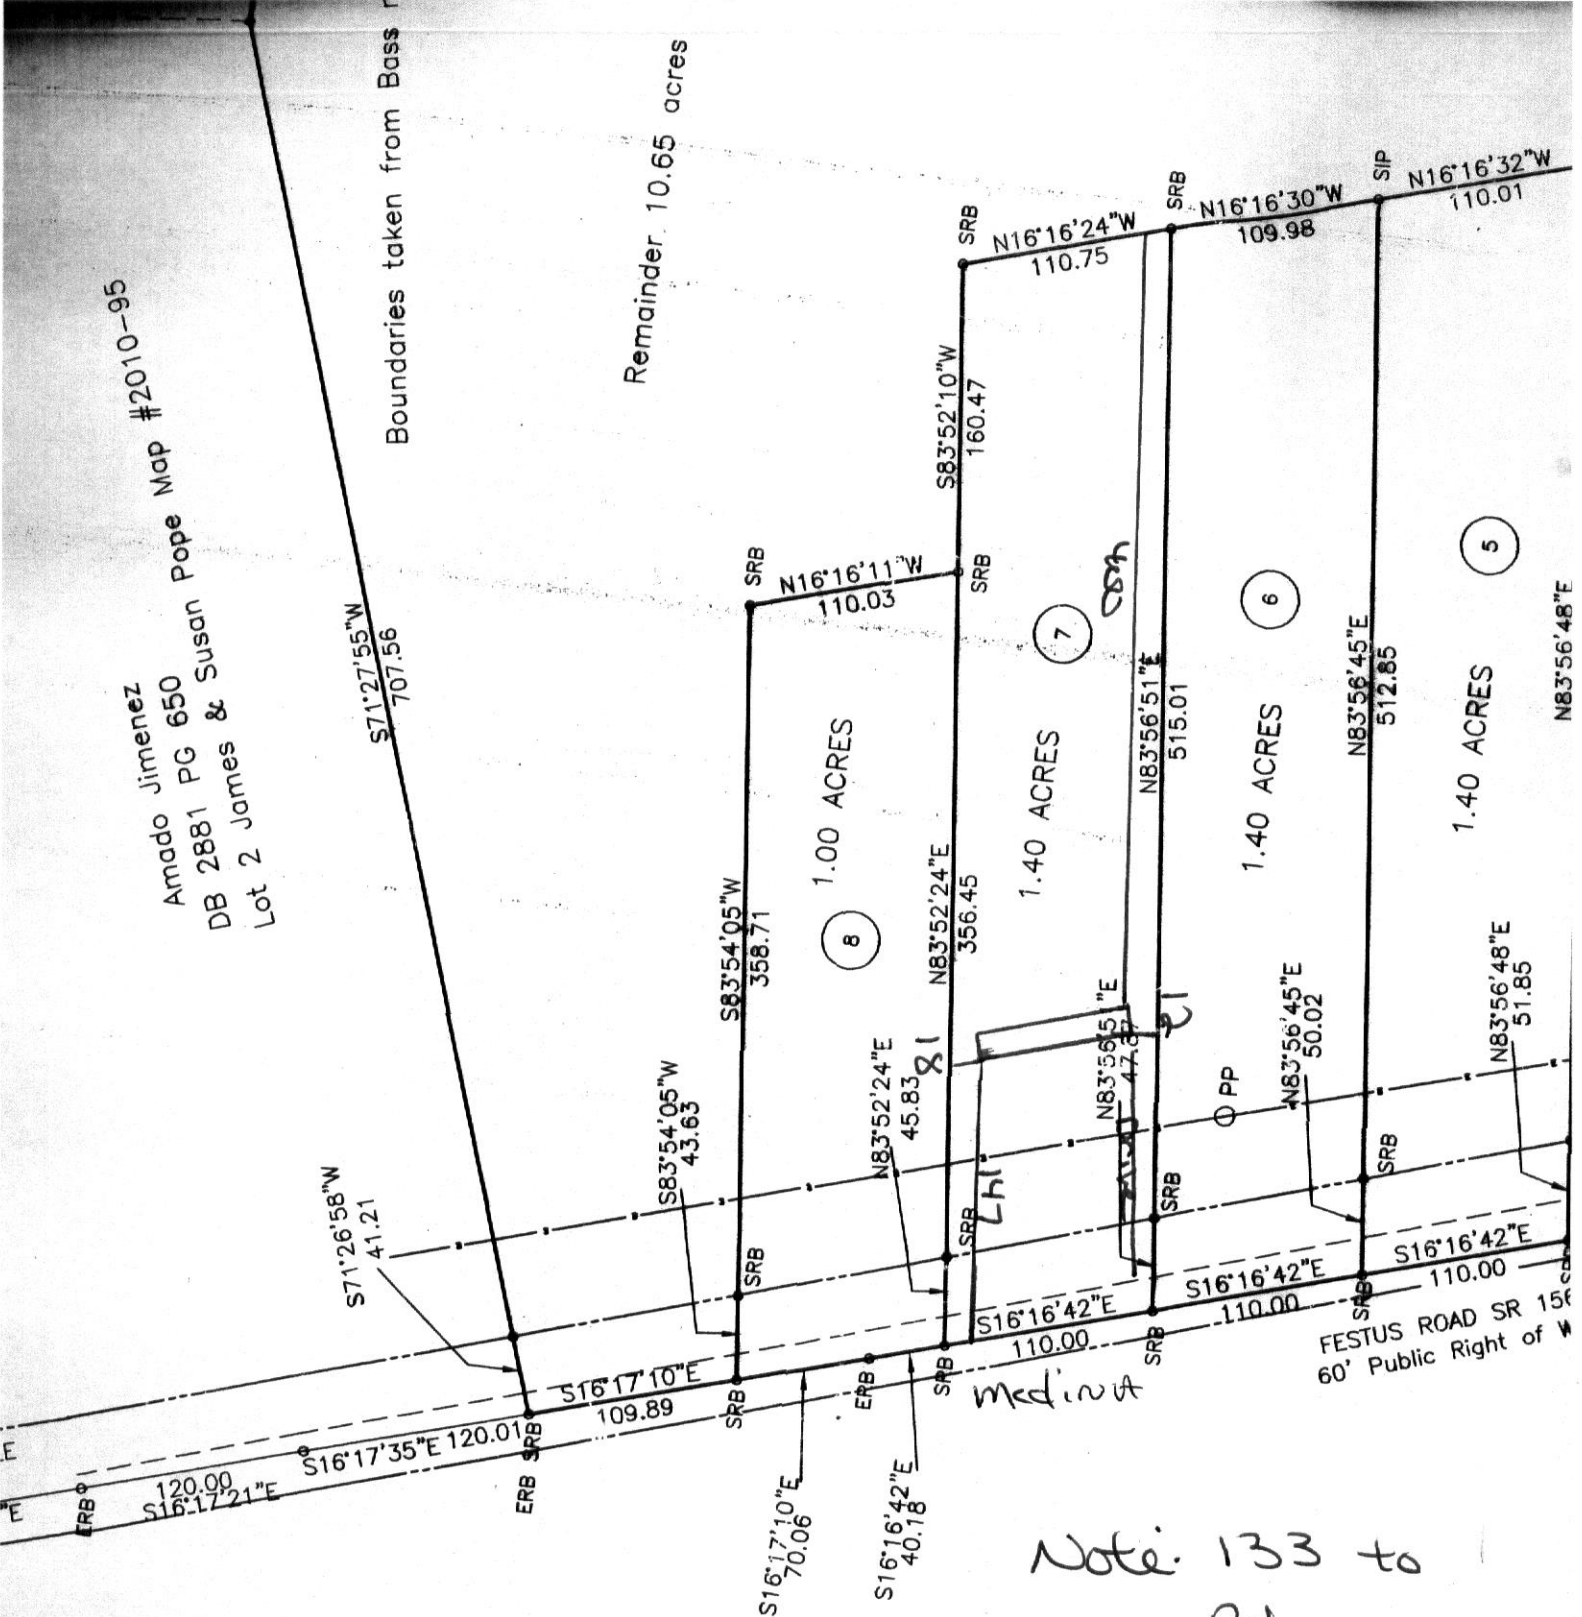 Amado Jimenez
DB 2881 PG 650
Lot 2 James & Susan Pope Map #2010-95
Boundaries taken from Bass
Remainder 10.65 acres
S71°27'55"W
707.56
S71°26'58"W
41.21
SRB
N16°16'11"W
110.03
SRB
SRB
N16°16'24"W
110.75
SRB
N16°16'30"W
109.98
SIP
N16°16'32"W
110.01
S83°52'10"W
160.47
S83°54'05"W
358.71
S83°54'05"W
43.63
8
1.00 ACRES
N83°52'24"E
356.45
N83°52'24"E
45.83
7
1.40 ACRES
N83°56'51"E
515.01
N83°56'51"E
6
1.40 ACRES
N83°56'45"E
512.85
N83°56'45"E
50.02
5
1.40 ACRES
N83°56'48"E
N83°56'48"E
51.85
18
147
12
PP
SRB
SRB
SRB
SRB
S16°16'42"E
110.00
S16°16'42"E
110.00
S16°16'42"E
110.00
SRB
SRB
SRB
SRB
ERB
S16°17'10"E
109.89
S16°17'10"E
70.06
S16°16'42"E
40.18
SRB
ERB
S16°17'35"E 120.01
120.00
S16°17'21"E
ERB
E
"E
FESTUS ROAD SR 156
60' Public Right of W
Medina
Note: 133 to